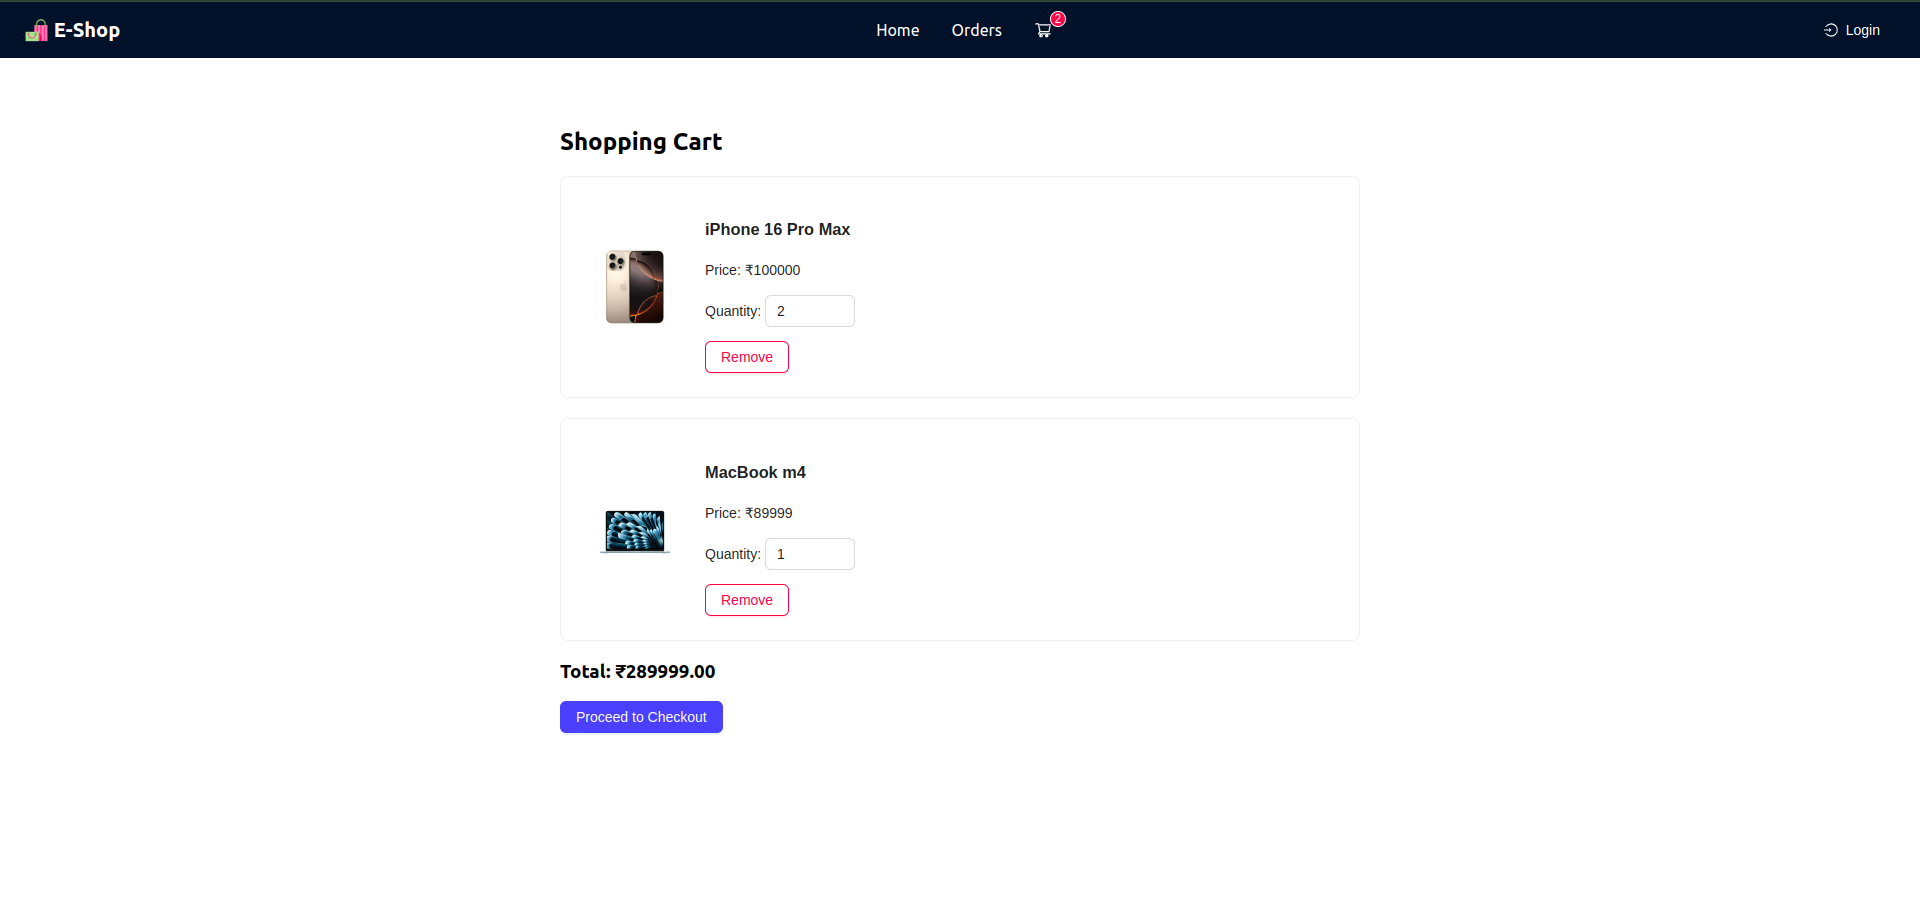 E-Shop
Home
Orders
2
Login
Shopping Cart
iPhone 16 Pro Max
Price: ₹100000
Quantity: 2
Remove
MacBook m4
Price: ₹89999
Quantity: 1
Remove
Total: ₹289999.00
Proceed to Checkout